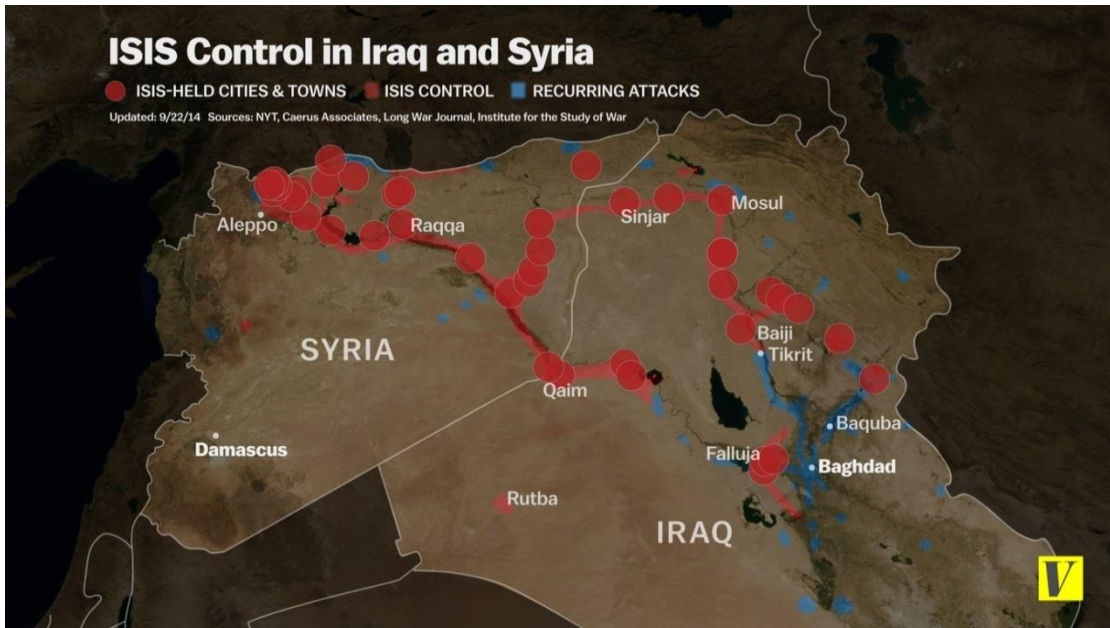 ISIS Control in Iraq and Syria
ISIS-HELD CITIES & TOWNS ISIS CONTROL RECURRING ATTACKS
Updated: 9/22/14 Sources: NYT, Caerus Associates, Long War Journal, Institute for the Study of War
Aleppo
Raqqa
Sinjar
Mosul
SYRIA
Baiji
Tikrit
Qaim
Damascus
Falluja
Baquba
Baghdad
Rutba
IRAQ
V